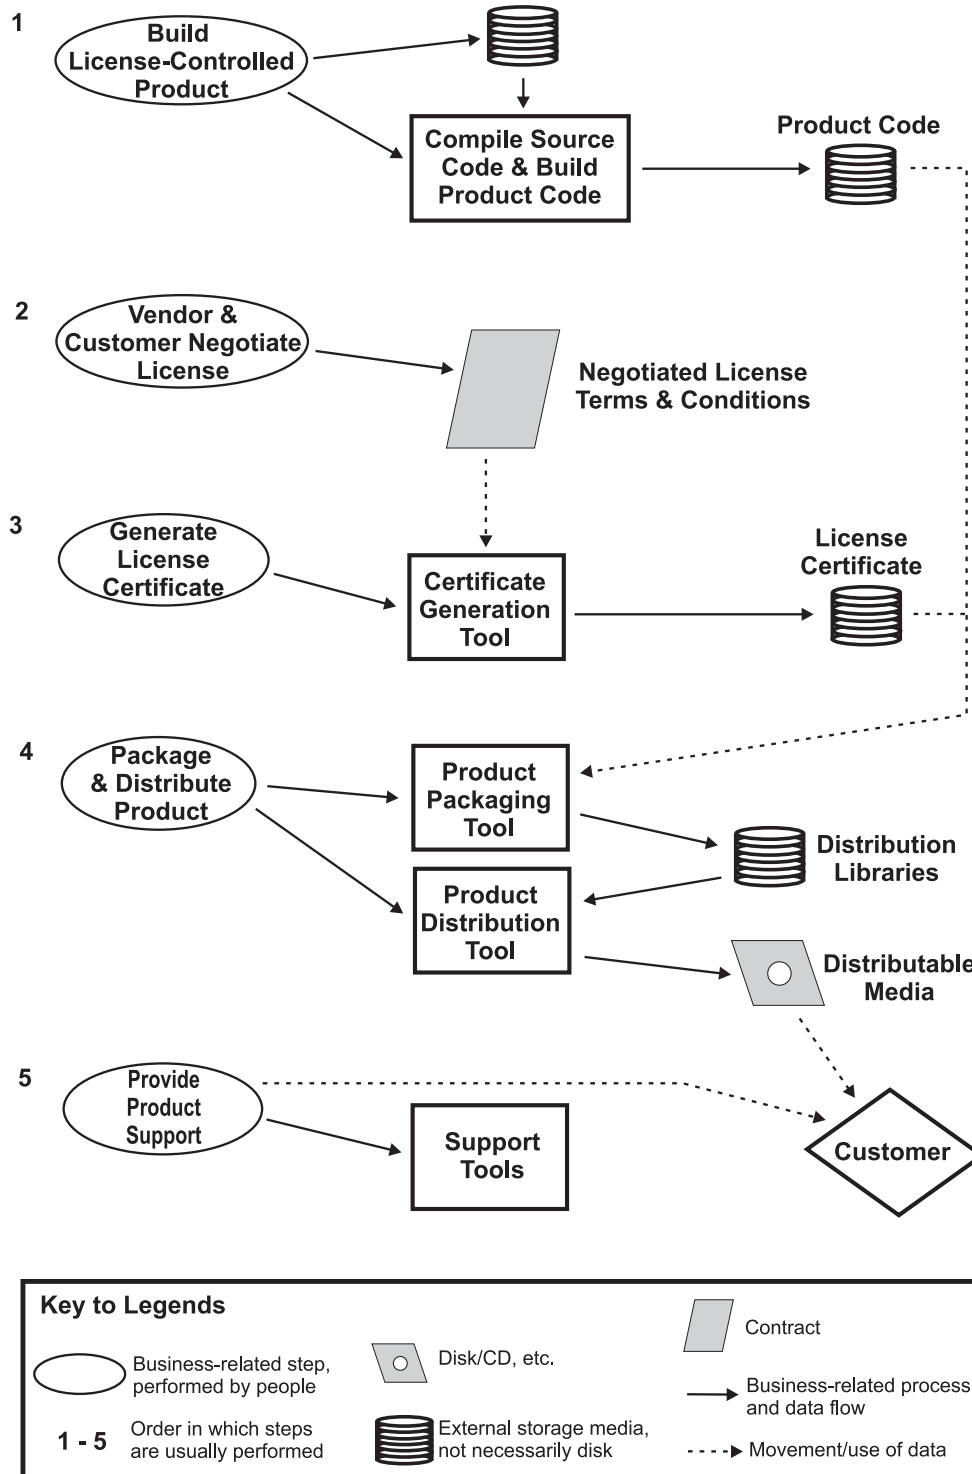 1
Build
License-Controlled
Product
Compile Source
Code & Build
Product Code
Product Code
2
Vendor &
Customer Negotiate
License
Negotiated License
Terms & Conditions
3
Generate
License
Certificate
Certificate
Generation
Tool
License
Certificate
4
Package
& Distribute
Product
Product
Packaging
Tool
Distribution
Libraries
Product
Distribution
Tool
Distributable
Media
5
Provide
Product
Support
Support
Tools
Customer
Key to Legends
Business-related step,
performed by people
1 - 5
Order in which steps
are usually performed
Disk/CD, etc.
External storage media,
not necessarily disk
Contract
Business-related process
and data flow
Movement/use of data